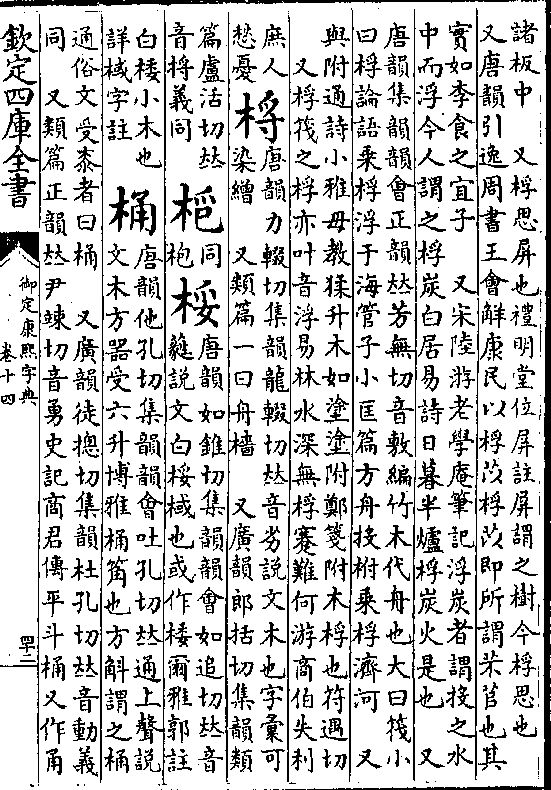 諸板中　又桴思屏也禮明堂位屏註屏謂之樹今桴思也
又唐韻引逸周書王會解康民以桴苡桴苡即所謂芣苢也其
實如李食之宜子　又宋陸游老學庵筆記浮炭者謂投之水
中而浮今人謂之桴炭白居易詩日暮半爐桴炭火是也　又
唐韻集韻韻會正韻𠀤芳無切音敷編竹木代舟也大曰筏小
曰桴論語乘桴浮于海管子小匡篇方舟投柎乘桴濟河　又
與附通詩小雅毋教猱升木如塗塗附鄭箋附木桴也符遇切
又桴筏之桴亦叶音浮易林水深無桴蹇難何游商伯失利
庶人
愁憂
㭩
唐韻力輟切集韻龍輟切𠀤音劣說文木也字彙可
染繒　又類篇一曰舟檣　又廣韻郎括切集韻類
篇盧活切𠀤
音捋義同
同
枹
桵
唐韻如錐切集韻韻會如追切𠀤音
蕤說文白桵棫也或作㮃爾雅郭註
白㮃小木也
詳棫字註
桶
唐韻他孔切集韻韻會吐孔切𠀤通上聲說
文木方器受六升博雅桶筩也方斛謂之桶
通俗文受桼者曰桶　又廣韻徒摠切集韻杜孔切𠀤音動義
同　又類篇正韻𠀤尹竦切音勇史記商君傳平斗桶又作甬
欽定四庫全書
御定康熙字典
卷十四
四十二